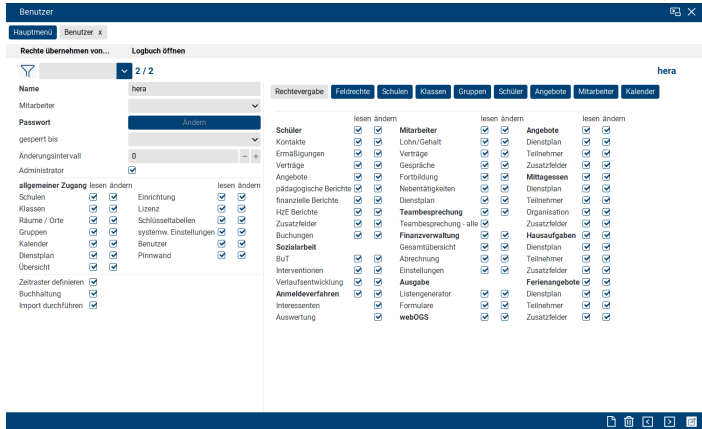 Benutzer
Hauptmenü Benutzer x
Rechte übernehmen von... Logbuch öffnen
2 / 2 hera
Name hera
Mitarbeiter
Passwort Ändern
gesperrt bis
Änderungsintervall 0 − +
Administrator
allgemeiner Zugang lesen ändern lesen ändern
Schulen Einrichtung
Klassen Lizenz
Räume / Orte Schlüsseltabellen
Gruppen systemw. Einstellungen
Kalender Benutzer
Dienstplan Pinnwand
Übersicht
Zeitraster definieren
Buchhaltung
Import durchführen
Rechtevergabe Feldrechte Schulen Klassen Gruppen Schüler Angebote Mitarbeiter Kalender
lesen ändern lesen ändern lesen ändern
Schüler Mitarbeiter Angebote
Kontakte Lohn/Gehalt Dienstplan
Ermäßigungen Verträge Teilnehmer
Verträge Gespräche Zusatzfelder
Angebote Fortbildung Mittagessen
pädagogische Berichte Nebentätigkeiten Dienstplan
finanzielle Berichte Dienstplan Teilnehmer
HzE Berichte Teambesprechung Organisation
Zusatzfelder Teambesprechung - alle Zusatzfelder
Buchungen Finanzverwaltung Hausaufgaben
Sozialarbeit Gesamtübersicht Dienstplan
BuT Abrechnung Teilnehmer
Interventionen Einstellungen Zusatzfelder
Verlaufsentwicklung Ausgabe Ferienangebote
Anmeldeverfahren Listengenerator Dienstplan
Interessenten Formulare Teilnehmer
Auswertung webOGS Zusatzfelder